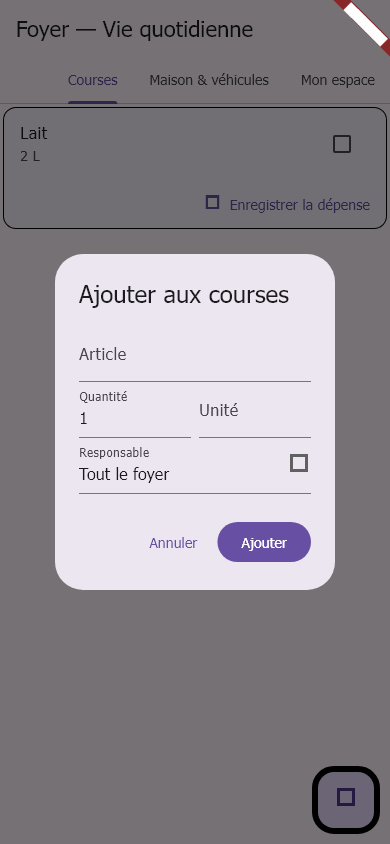 Foyer — Vie quotidienne
Courses
Maison & véhicules
Mon espace
Lait
2 L
Enregistrer la dépense
Ajouter aux courses
Article
Quantité
1
Unité
Responsable
Tout le foyer
Annuler
Ajouter